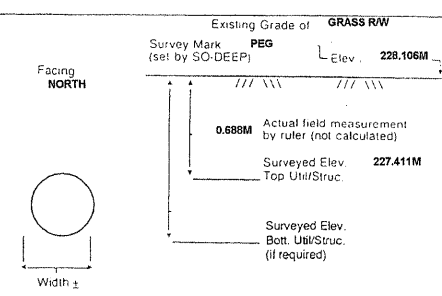 Existing Grade of GRASS R/W
Survey Mark PEG
(set by SO-DEEP)
Elev. 228.106M
Facing
NORTH
0.688M Actual field measurement
by ruler (not calculated)
Surveyed Elev. 227.411M
Top Util/Struc.
Surveyed Elev.
Bott. Util/Struc.
(if required)
Width ±